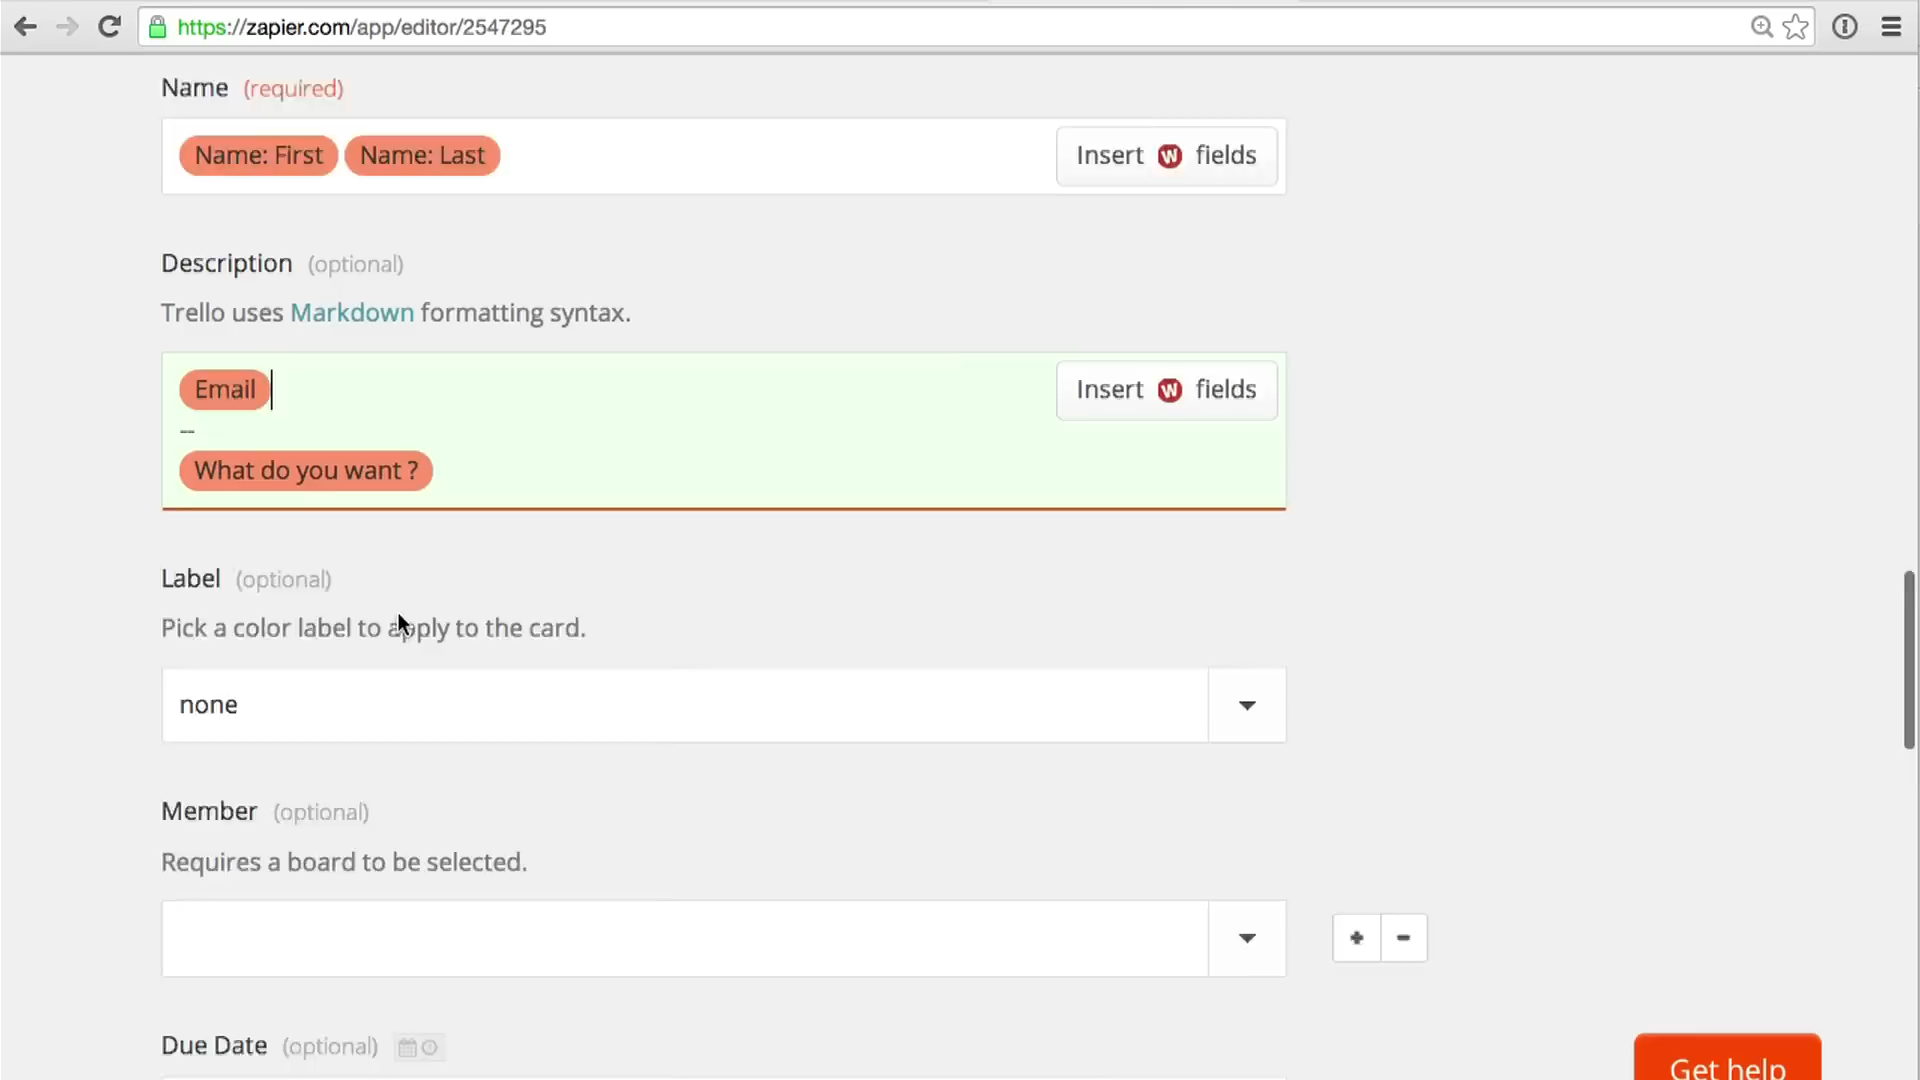 https://zapier.com/app/editor/2547295
Name (required)
Name: First Name: Last Insert W fields
Description (optional)
Trello uses Markdown formatting syntax.
Email Insert W fields
--
What do you want ?
Label (optional)
Pick a color label to apply to the card.
none
Member (optional)
Requires a board to be selected.
Due Date (optional)
Get help